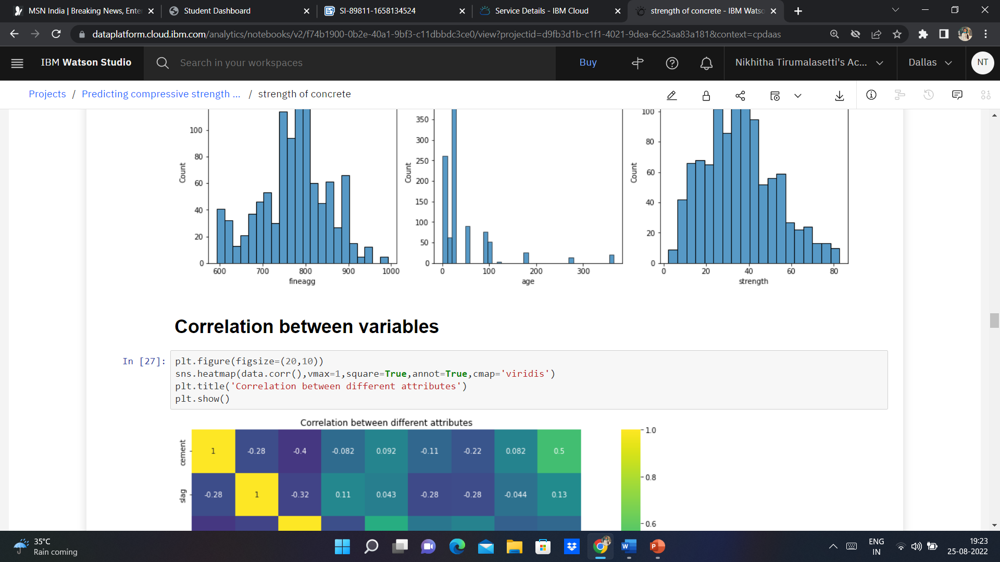 MSN India | Breaking News, Enter
Student Dashboard
SI-89811-1658134524
Service Details - IBM Cloud
strength of concrete - IBM Watso
dataplatform.cloud.ibm.com/analytics/notebooks/v2/f74b1900-0b2e-40a1-9bf3-c11dbbdc3ce0/view?projectid=d9fb3d1b-c1f1-4021-9dea-6c25aa83a181&context=cpdaas
IBM Watson Studio
Search in your workspaces
Buy
Nikhitha Tirumalasetti's Ac...
Dallas
NT
Projects / Predicting compressive strength ... / strength of concrete
100
80
60
40
20
0
Count
600 700 800 900 1000
fineagg
350
300
250
200
150
100
50
0
Count
0 100 200 300
age
100
80
60
40
20
0
Count
0 20 40 60 80
strength
Correlation between variables
In [27]:
plt.figure(figsize=(20,10))
sns.heatmap(data.corr(),vmax=1,square=True,annot=True,cmap='viridis')
plt.title('Correlation between different attributes')
plt.show()
Correlation between different attributes
cement 1 -0.28 -0.4 -0.082 0.092 -0.11 -0.22 0.082 0.5
slag -0.28 1 -0.32 0.11 0.043 -0.28 -0.28 -0.044 0.13
1.0
0.8
0.6
35°C
Rain coming
ENG
IN
19:23
25-08-2022